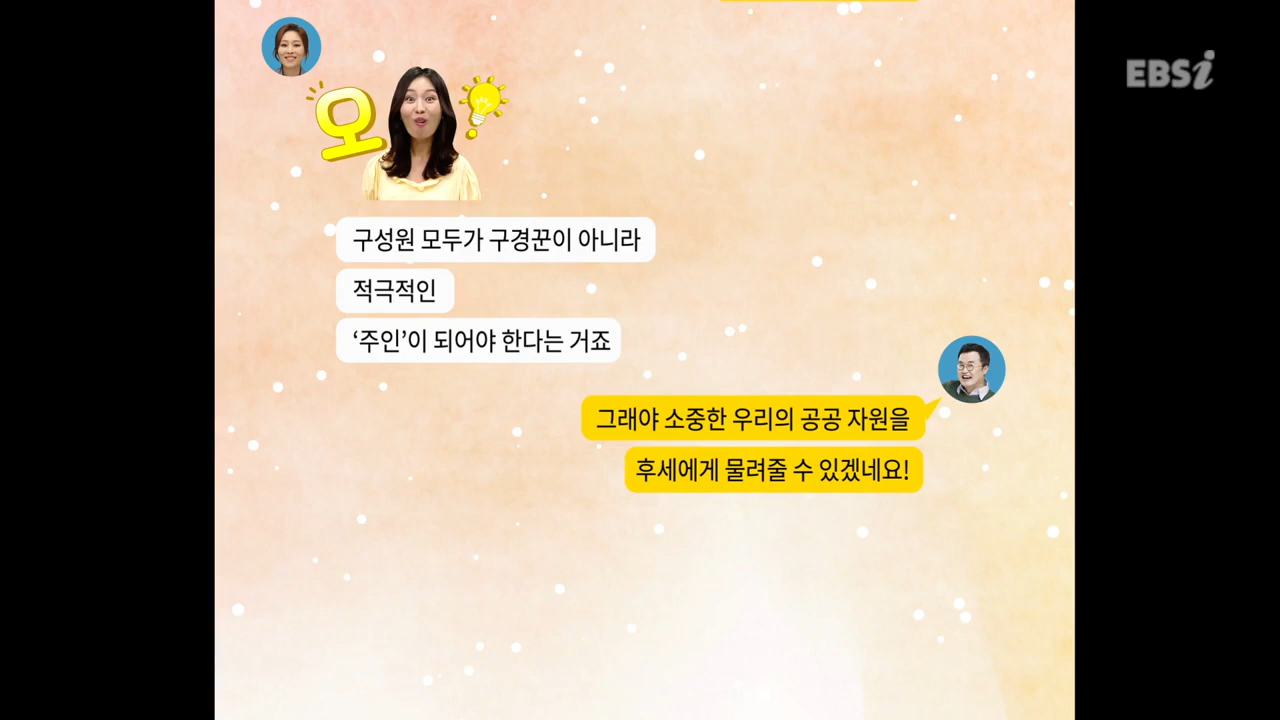 EBSi
오
구성원 모두가 구경꾼이 아니라
적극적인
‘주인’이 되어야 한다는 거죠
그래야 소중한 우리의 공공 자원을
후세에게 물려줄 수 있겠네요!